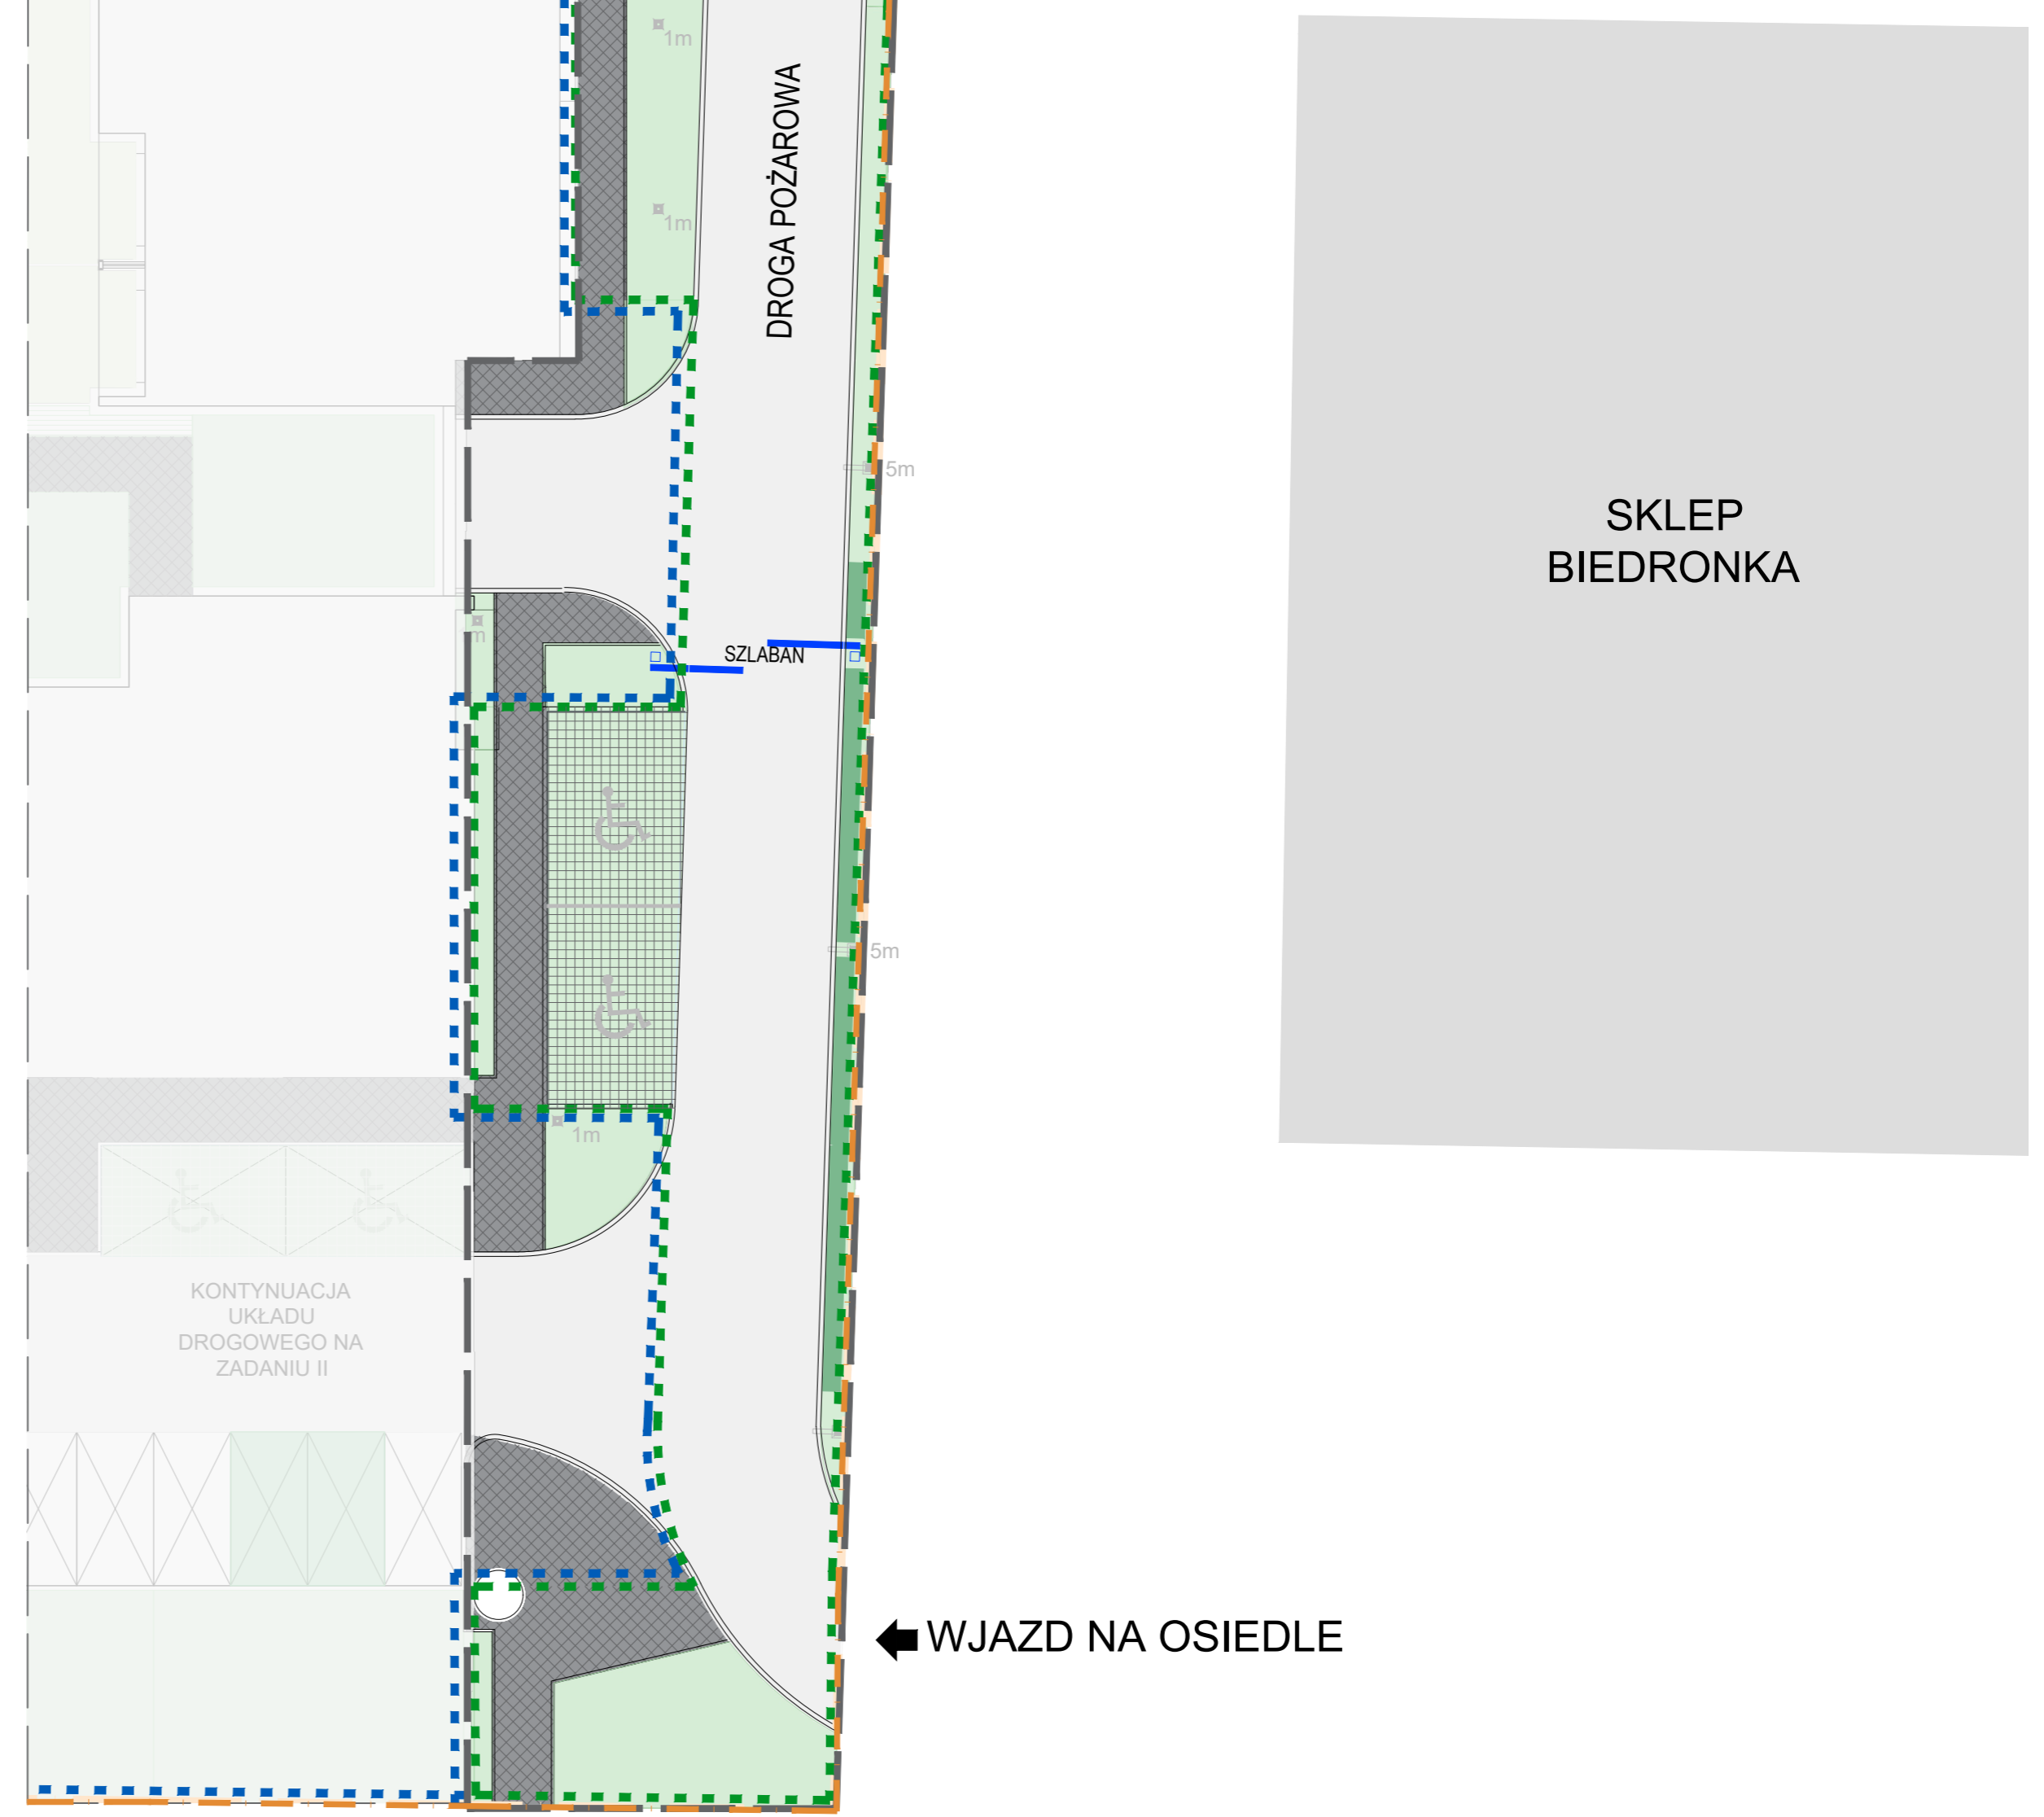 1m
DROGA POŻAROWA
1m
5m
SKLEP
BIEDRONKA
m
SZLABAN
5m
1m
KONTYNUACJA
UKŁADU
DROGOWEGO NA
ZADANIU II
WJAZD NA OSIEDLE